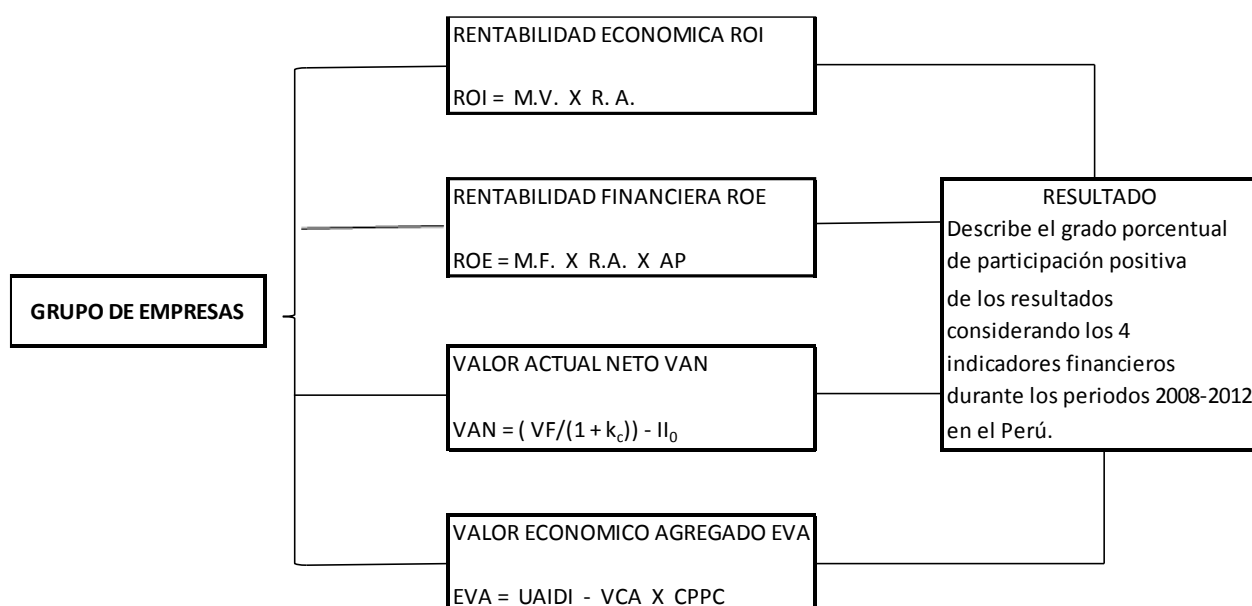 RENTABILIDAD ECONOMICA ROI
ROI = M.V. X R. A.
RENTABILIDAD FINANCIERA ROE
ROE = M.F. X R.A. X AP
GRUPO DE EMPRESAS
VALOR ACTUAL NETO VAN
VAN = ( VF/(1 + k₍c₎)) - II₀
VALOR ECONOMICO AGREGADO EVA
EVA = UAIDI - VCA X CPPC
RESULTADO
Describe el grado porcentual
de participación positiva
de los resultados
considerando los 4
indicadores financieros
durante los periodos 2008-2012
en el Perú.